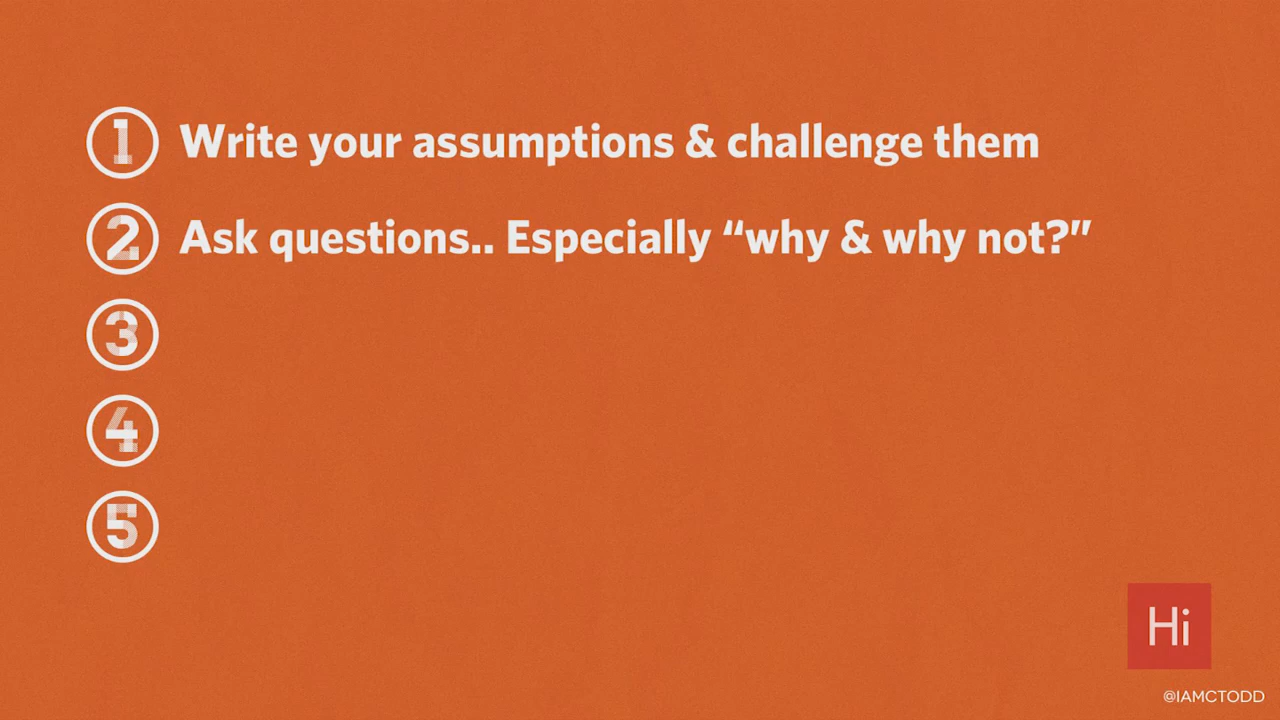 1 Write your assumptions & challenge them
2 Ask questions.. Especially “why & why not?”
3
4
5
Hi
@IAMCTODD